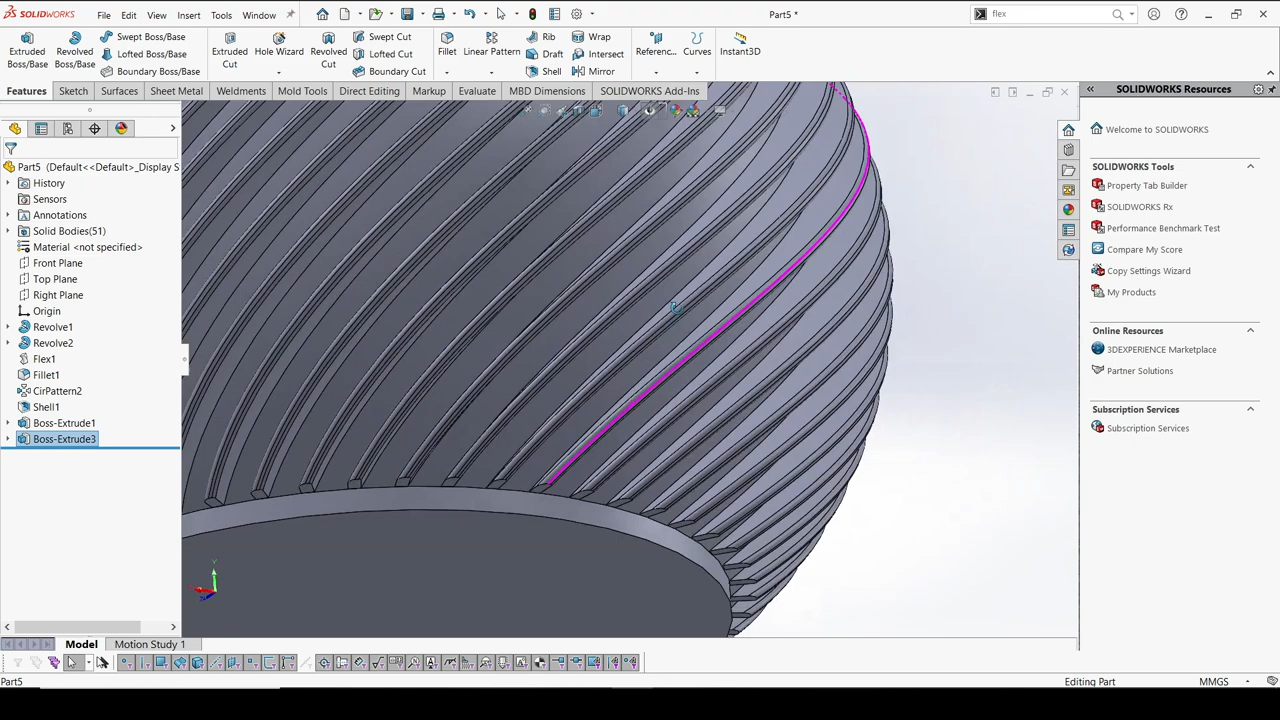 SOLIDWORKS
File
Edit
View
Insert
Tools
Window
Part5 *
flex
Extruded Boss/Base
Revolved Boss/Base
Swept Boss/Base
Lofted Boss/Base
Boundary Boss/Base
Extruded Cut
Hole Wizard
Revolved Cut
Swept Cut
Lofted Cut
Boundary Cut
Fillet
Linear Pattern
Rib
Draft
Shell
Wrap
Intersect
Mirror
Referenc...
Curves
Instant3D
Features
Sketch
Surfaces
Sheet Metal
Weldments
Mold Tools
Direct Editing
Markup
Evaluate
MBD Dimensions
SOLIDWORKS Add-Ins
Part5 (Default<<Default>_Display S
History
Sensors
Annotations
Solid Bodies(51)
Material <not specified>
Front Plane
Top Plane
Right Plane
Origin
Revolve1
Revolve2
Flex1
Fillet1
CirPattern2
Shell1
Boss-Extrude1
Boss-Extrude3
Y
SOLIDWORKS Resources
Welcome to SOLIDWORKS
SOLIDWORKS Tools
Property Tab Builder
SOLIDWORKS Rx
Performance Benchmark Test
Compare My Score
Copy Settings Wizard
My Products
Online Resources
3DEXPERIENCE Marketplace
Partner Solutions
Subscription Services
Subscription Services
Model
Motion Study 1
Part5
Editing Part
MMGS